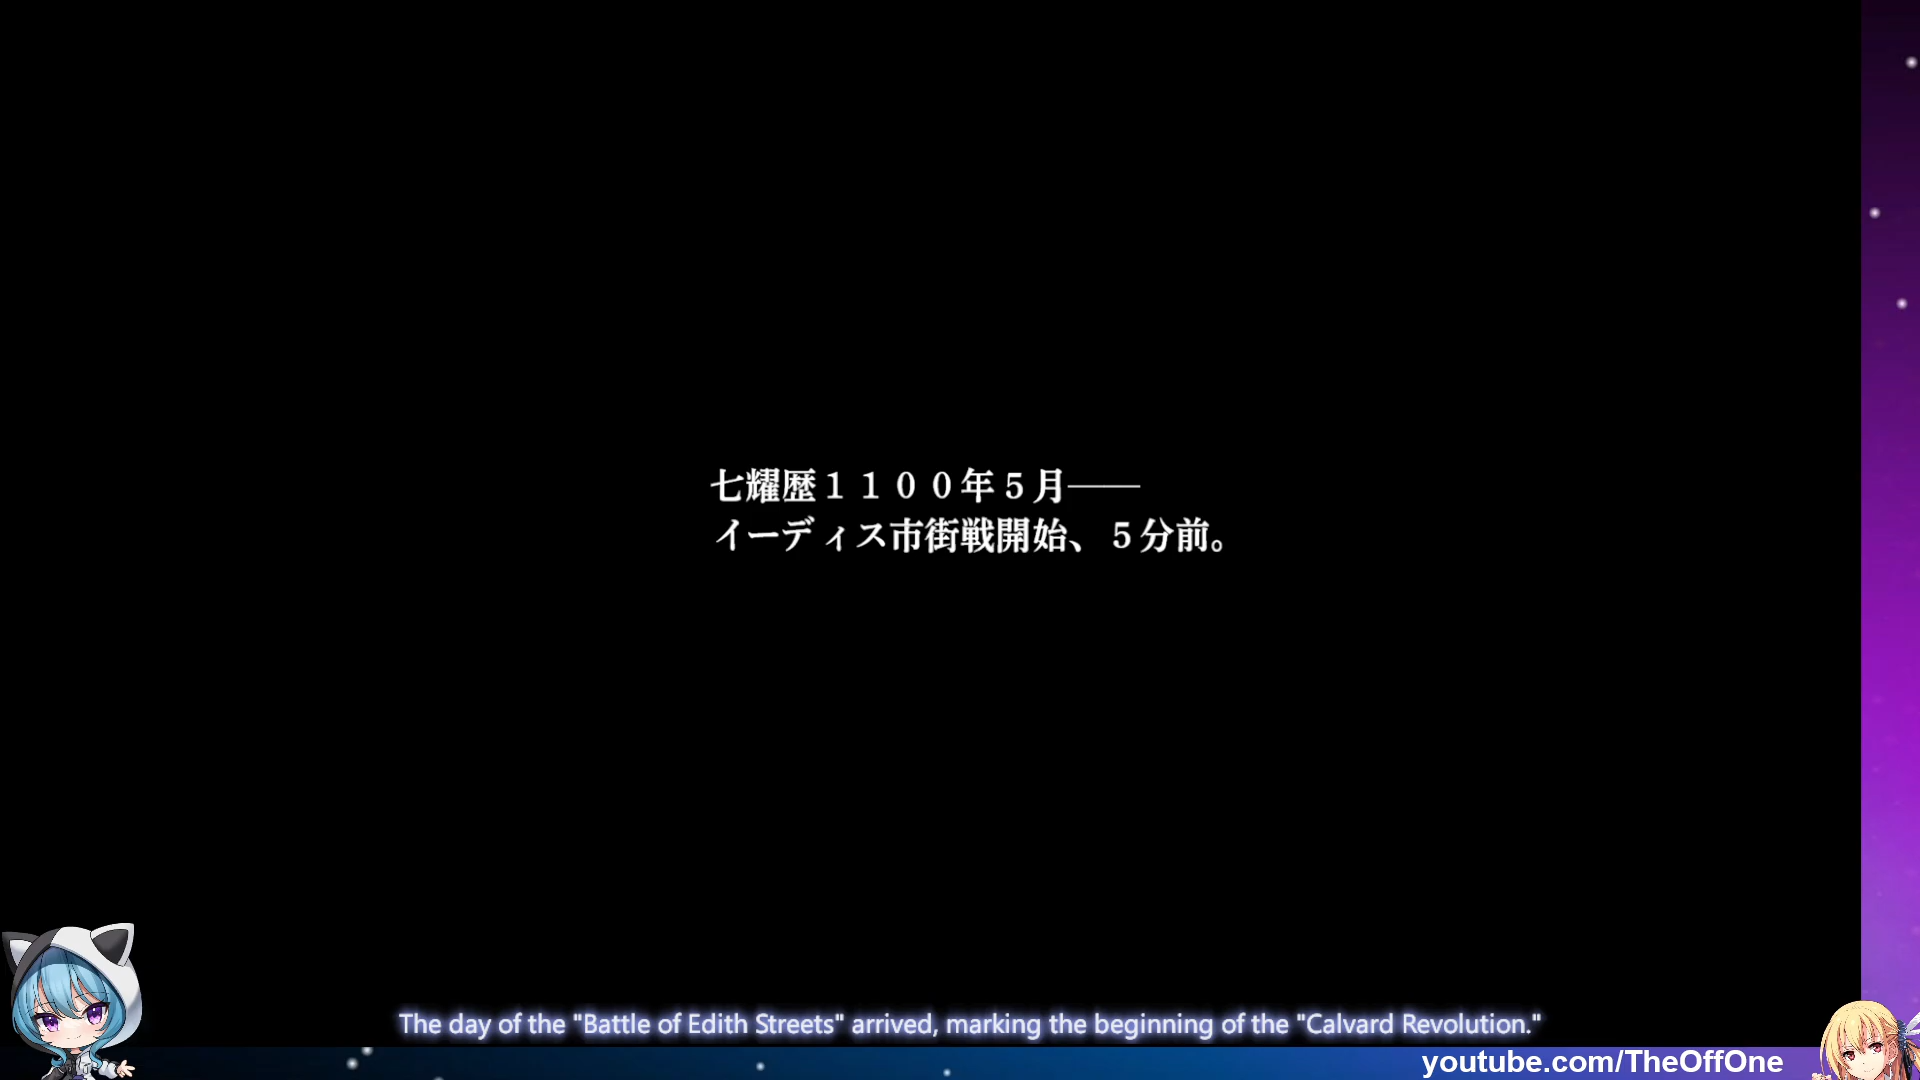 七耀歴１１００年５月――
イーディス市街戦開始、５分前。
The day of the "Battle of Edith Streets" arrived, marking the beginning of the "Calvard Revolution."
youtube.com/TheOffOne